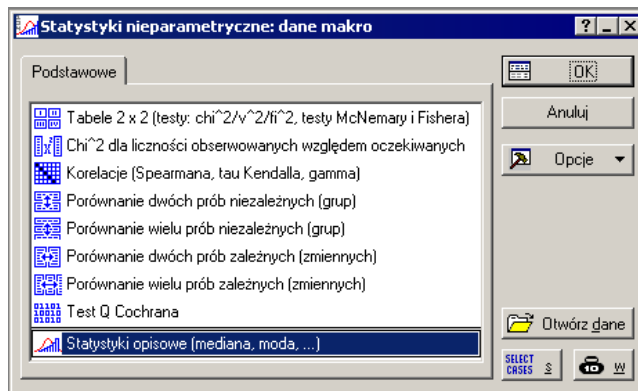 Statystyki nieparametryczne: dane makro
Podstawowe
Tabele 2 x 2 (testy: chi^2/v^2/fi^2, testy McNemary i Fishera)
Chi^2 dla liczności obserwowanych względem oczekiwanych
Korelacje (Spearmana, tau Kendalla, gamma)
Porównanie dwóch prób niezależnych (grup)
Porównanie wielu prób niezależnych (grup)
Porównanie dwóch prób zależnych (zmiennych)
Porównanie wielu prób zależnych (zmiennych)
Test Q Cochrana
Statystyki opisowe (mediana, moda, ...)
OK
Anuluj
Opcje
Otwórz dane
SELECT CASES S
W